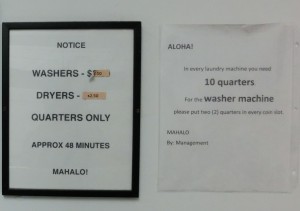 NOTICE
WASHERS - $
DRYERS -
QUARTERS ONLY
APPROX 48 MINUTES
MAHALO!
ALOHA!
In every laundry machine you need
10 quarters
For the washer machine
please put two (2) quarters in every coin slot.
MAHALO
By: Management